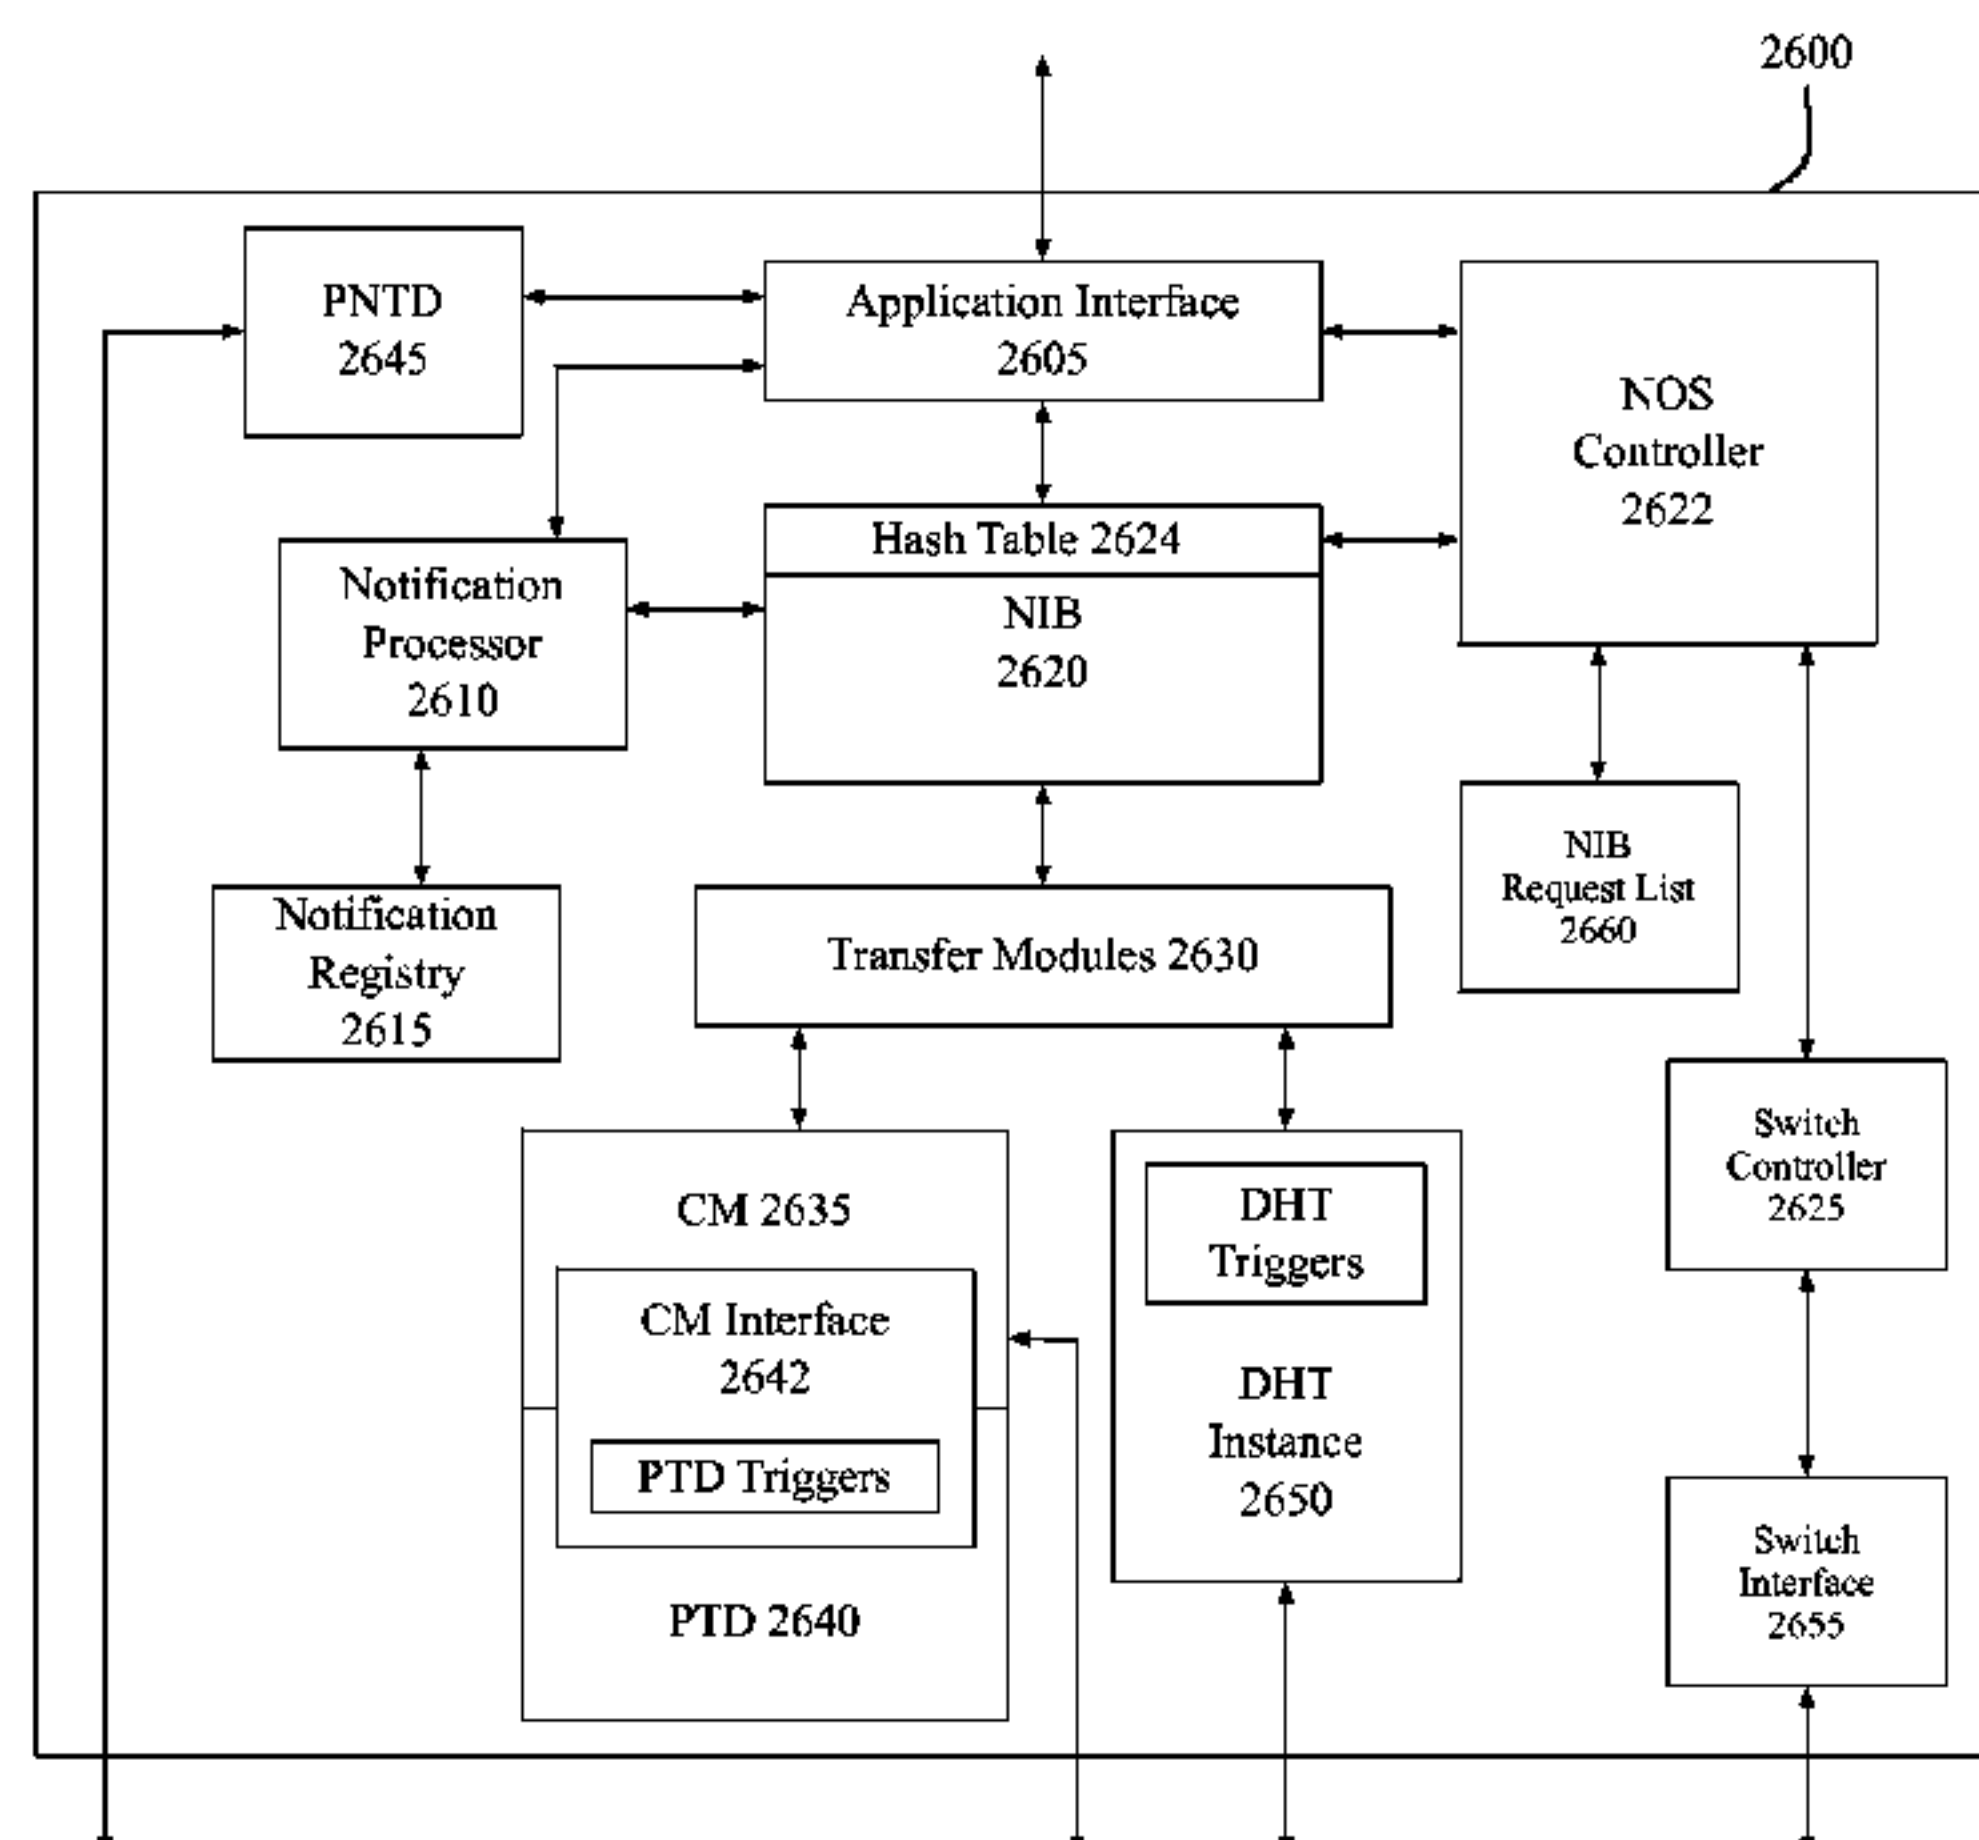 2600
PNTD
2645
Application Interface
2605
NOS
Controller
2622
Hash Table 2624
NIB
2620
Notification
Processor
2610
Notification
Registry
2615
Transfer Modules 2630
NIB
Request List
2660
CM 2635
CM Interface
2642
PTD Triggers
PTD 2640
DHT
Triggers
DHT
Instance
2650
Switch
Controller
2625
Switch
Interface
2655